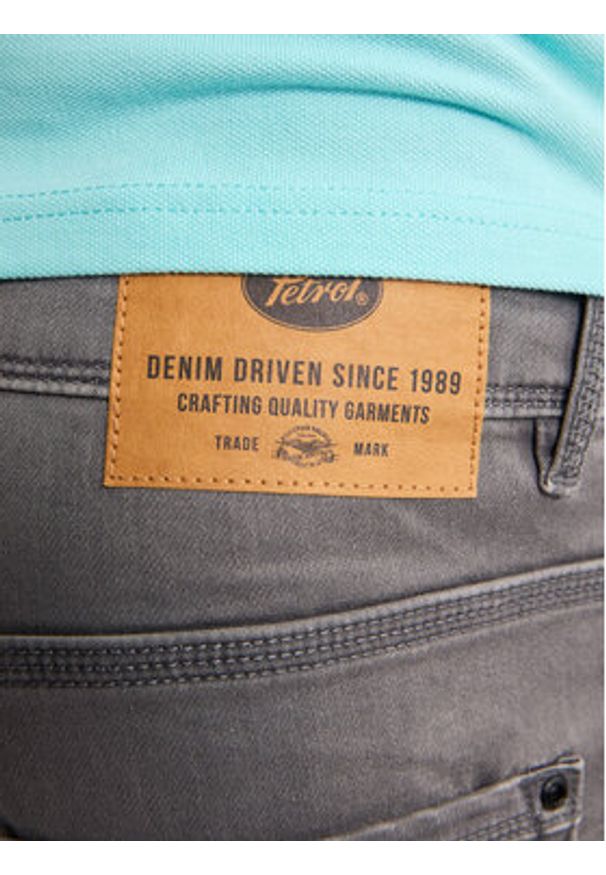 Petrol®
DENIM DRIVEN SINCE 1989
CRAFTING QUALITY GARMENTS
TRADE MARK